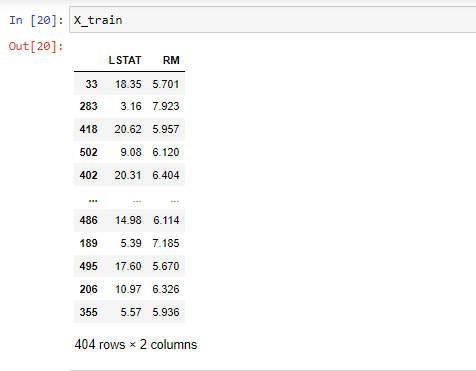 In [20]: X_train
Out[20]:
LSTAT RM
33 18.35 5.701
283 3.16 7.923
418 20.62 5.957
502 9.08 6.120
402 20.31 6.404
... ... ...
486 14.98 6.114
189 5.39 7.185
495 17.60 5.670
206 10.97 6.326
355 5.57 5.936
404 rows × 2 columns